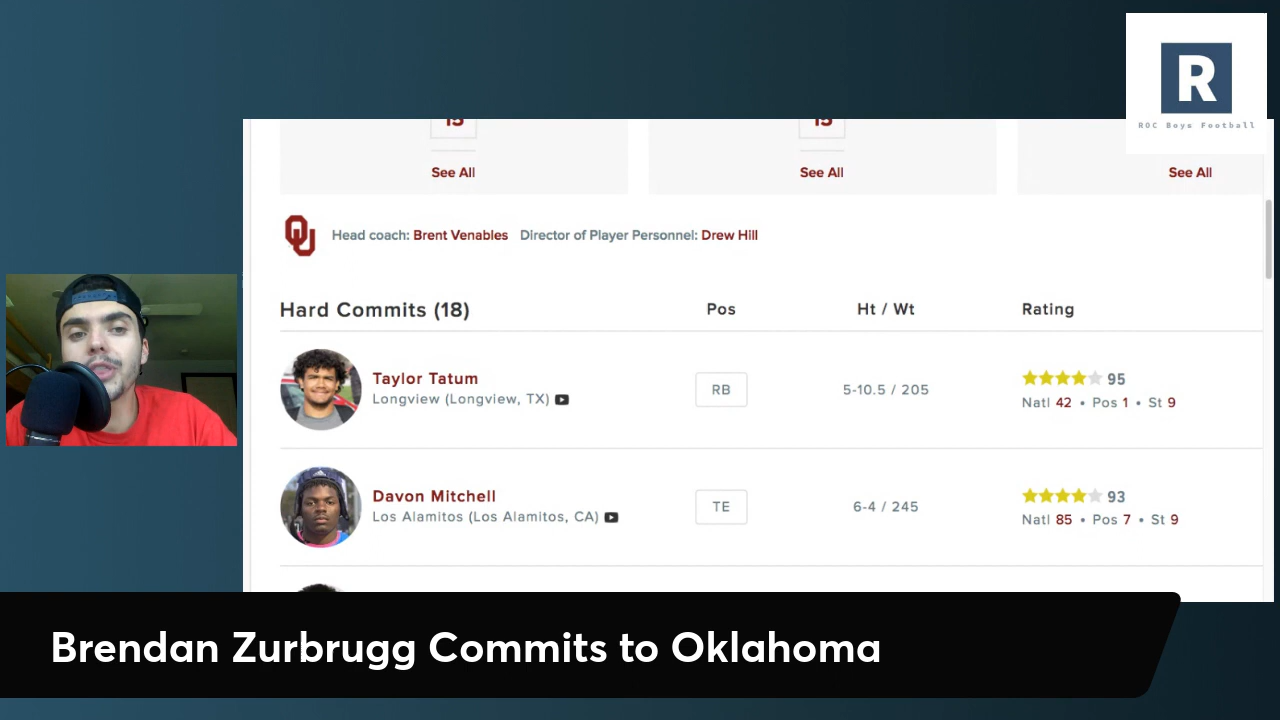 R
ROC Boys Football
15
15
See All
See All
See All
OU
Head coach: Brent Venables Director of Player Personnel: Drew Hill
Hard Commits (18)
Pos
Ht / Wt
Rating
Taylor Tatum
Longview (Longview, TX)
RB
5-10.5 / 205
95
Natl 42 • Pos 1 • St 9
Davon Mitchell
Los Alamitos (Los Alamitos, CA)
TE
6-4 / 245
93
Natl 85 • Pos 7 • St 9
Brendan Zurbrugg Commits to Oklahoma